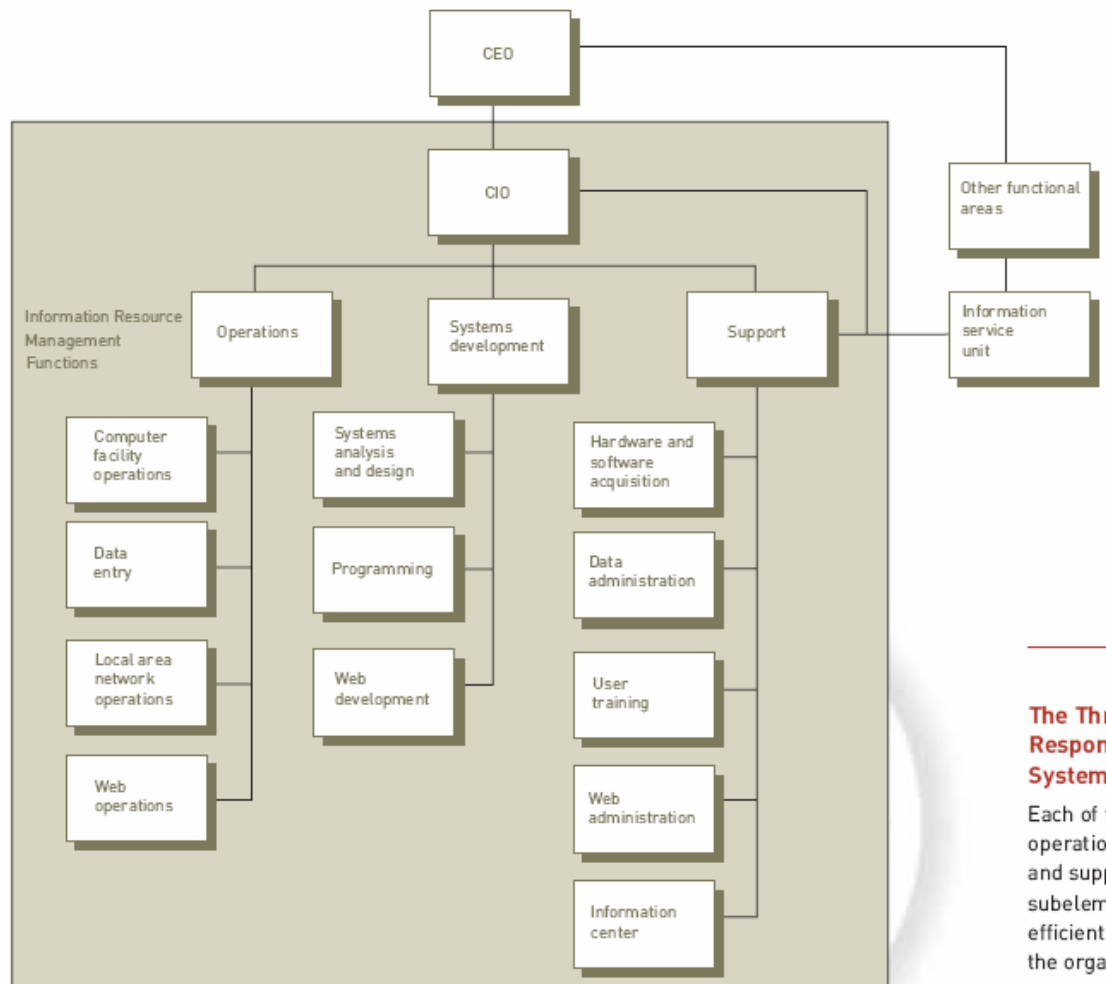 CEO
CIO
Other functional
areas
Information Resource
Management
Functions
Operations
Systems
development
Support
Information
service
unit
Computer
facility
operations
Systems
analysis
and design
Hardware and
software
acquisition
Data
entry
Programming
Data
administration
Local area
network
operations
Web
development
User
training
Web
operations
Web
administration
Information
center
The
System
Each of
operatio
and supp
subelem
efficient
the orga